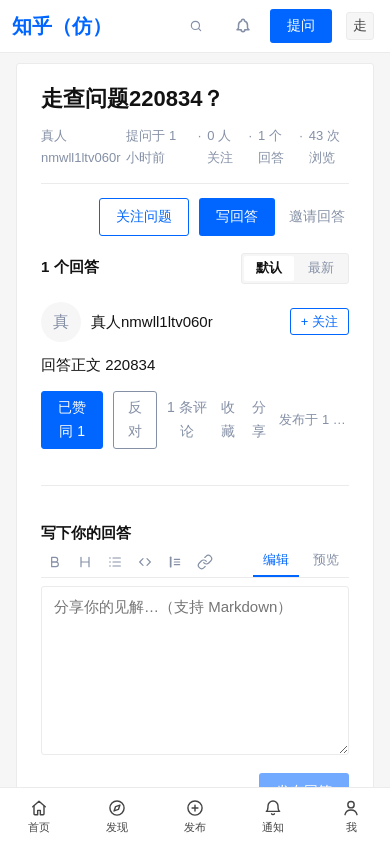 知乎（仿）
提问
走
走查问题220834？
真人 提问于 1 · 0 人 · 1 个 · 43 次
nmwll1ltv060r 小时前 关注 回答 浏览
关注问题
写回答
邀请回答
1 个回答
默认 最新
真
真人nmwll1ltv060r
+ 关注
回答正文 220834
已赞 反 1 条评 收 分 发布于 1 …
同 1 对 论 藏 享
写下你的回答
编辑 预览
分享你的见解…（支持 Markdown）
首页 发现 发布 通知 我